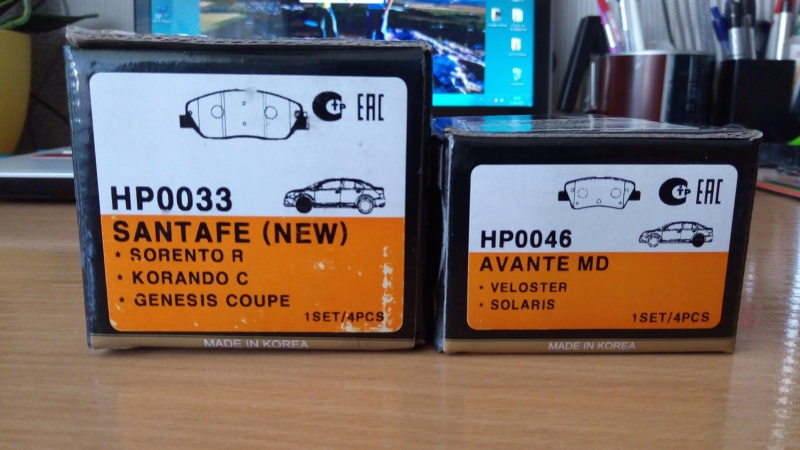 EAC
HP0033
SANTAFE (NEW)
* SORENTO R
* KORANDO C
* GENESIS COUPE
1SET/4PCS
MADE IN KOREA
EAC
HP0046
AVANTE MD
* VELOSTER
* SOLARIS
1SET/4PCS
MADE IN KOREA